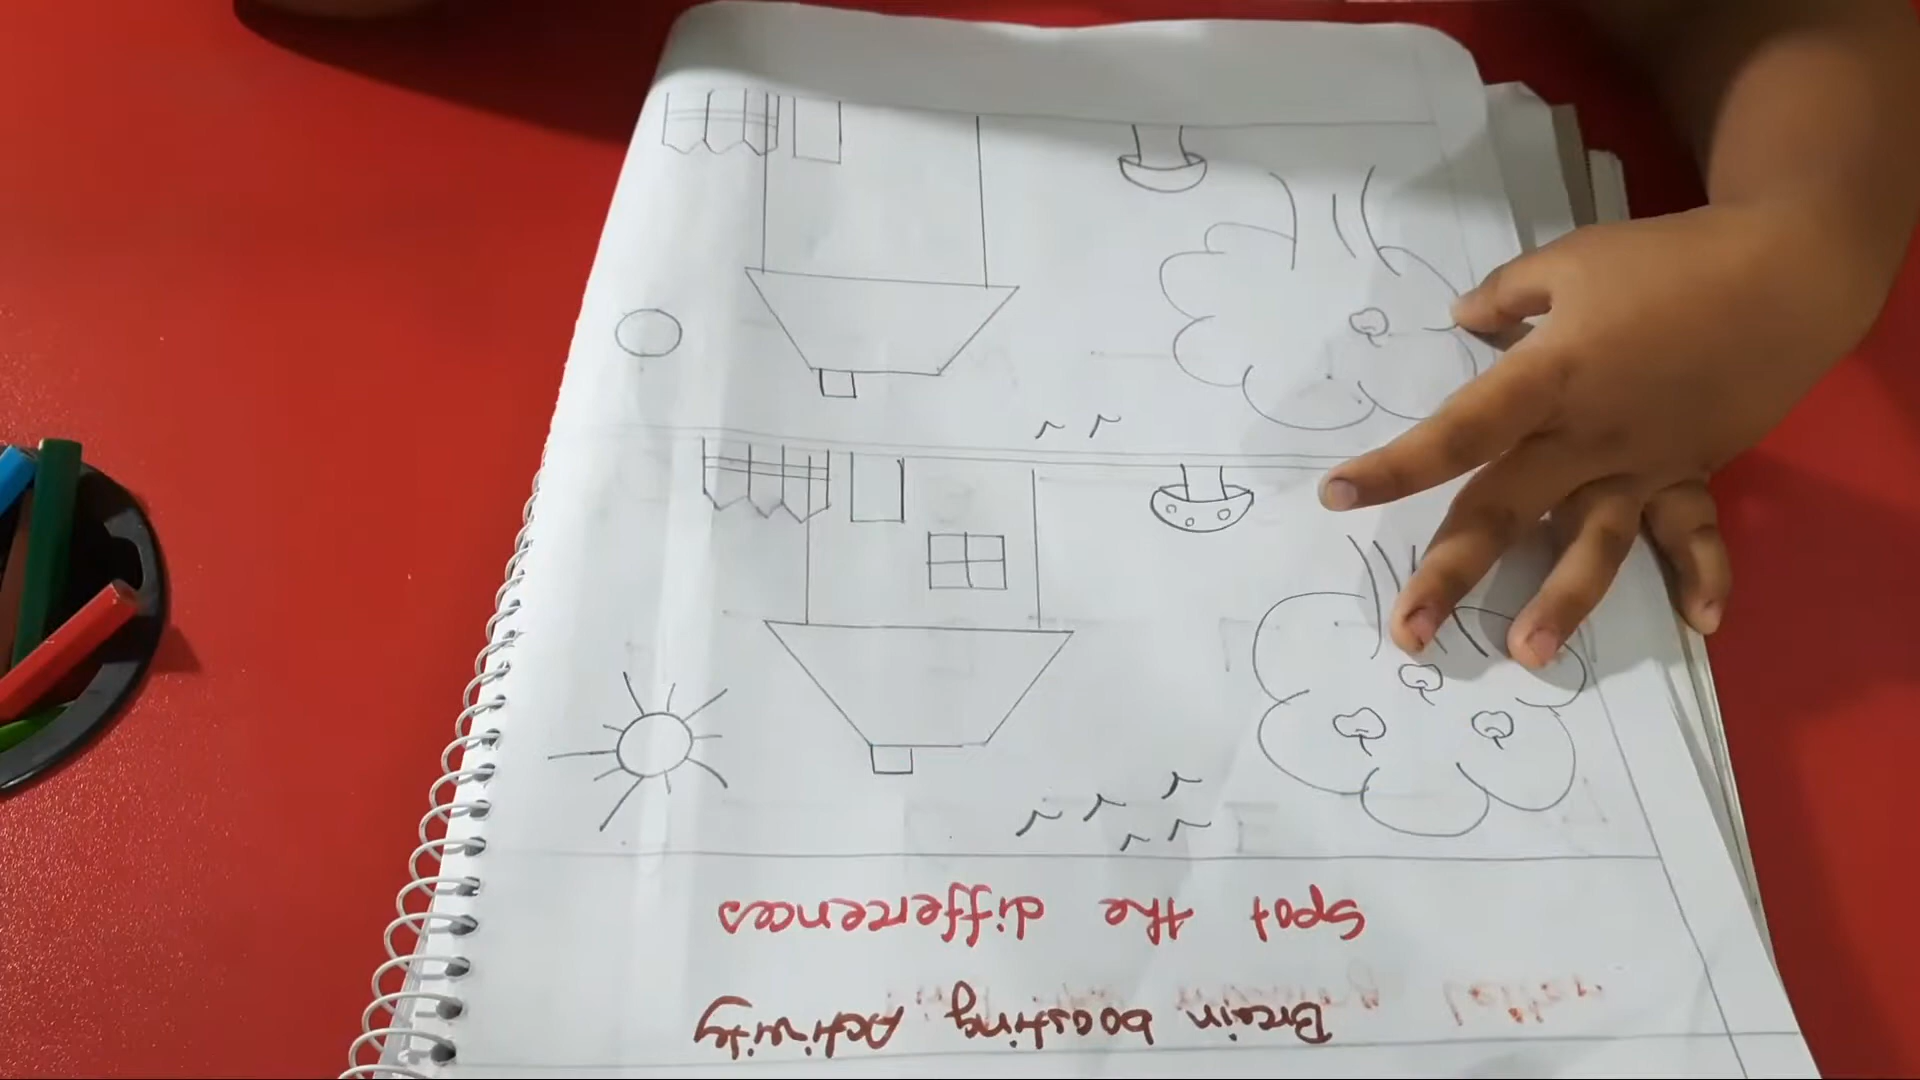 Brain boosting Activity
Spot the differences